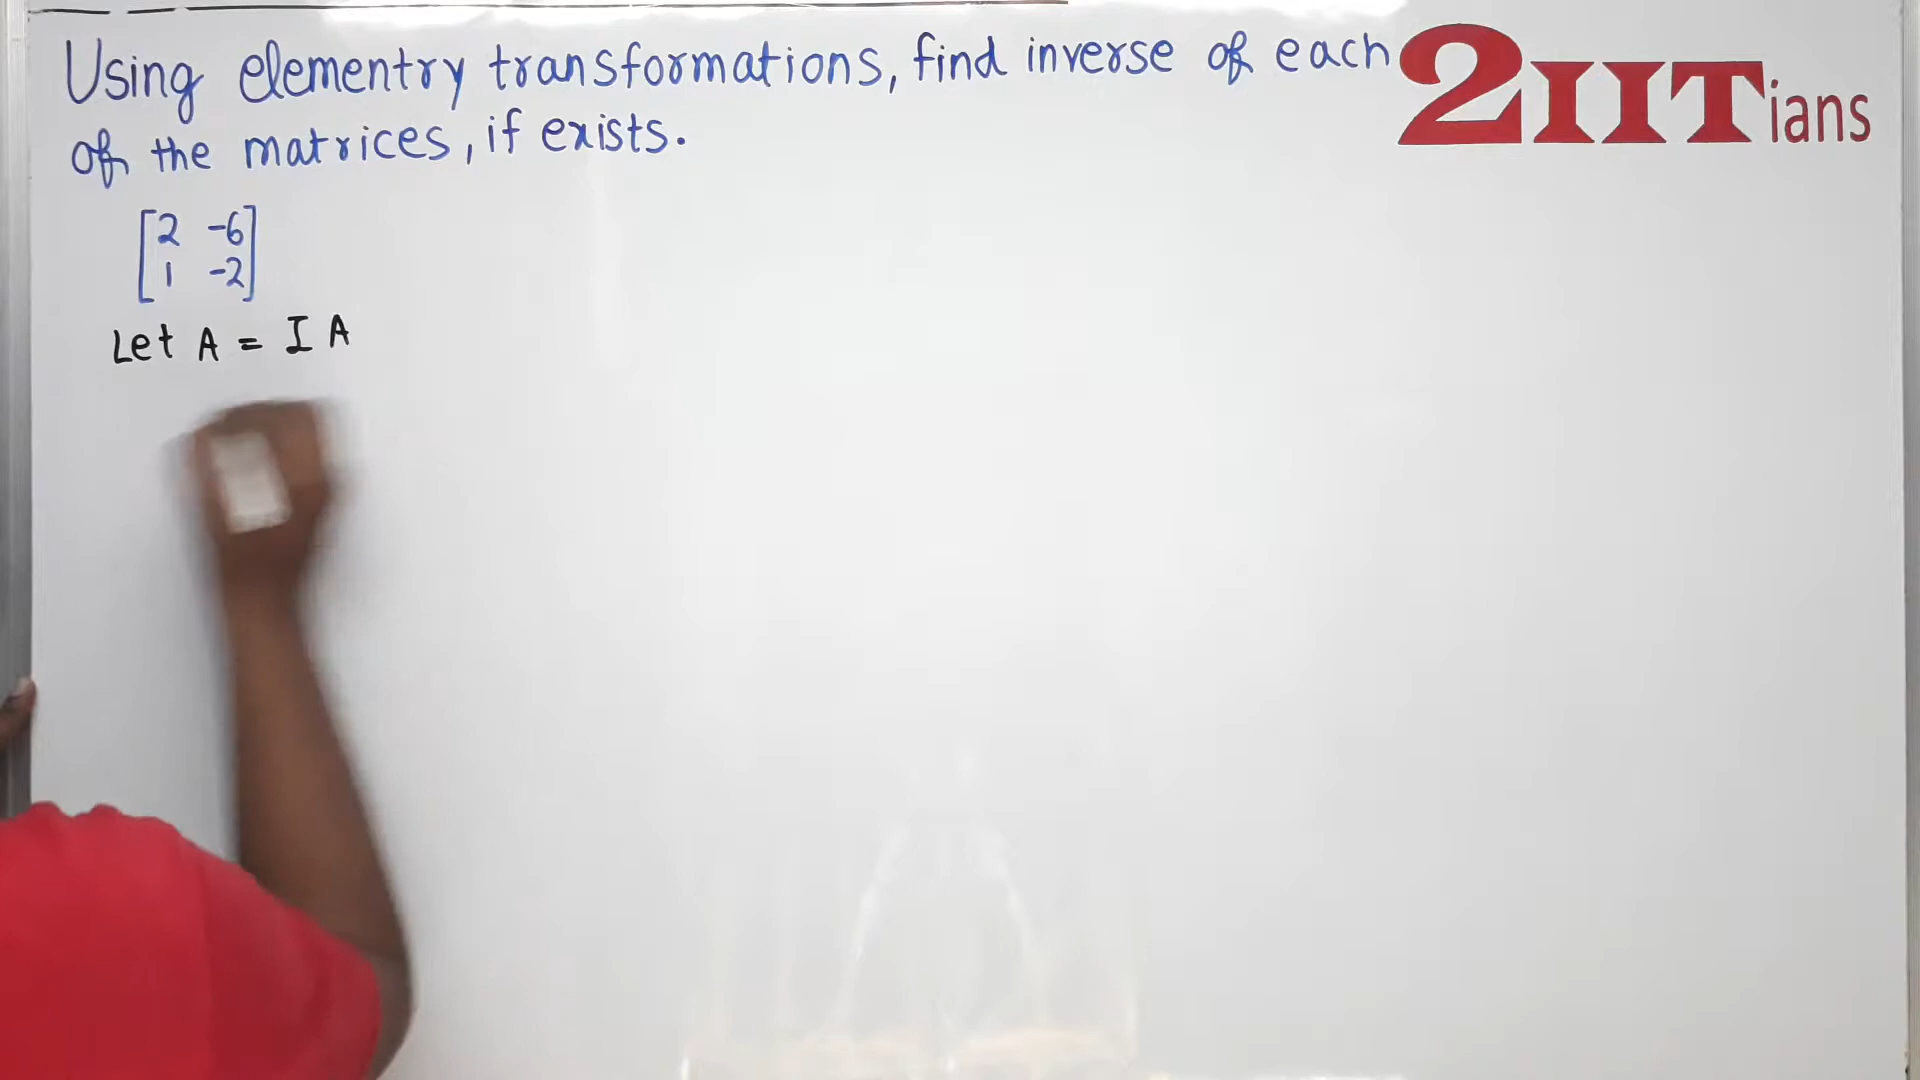 Using elementry transformations, find inverse of each
of the matrices, if exists.
2IITians
[2 -6]
[1 -2]
Let A = I A